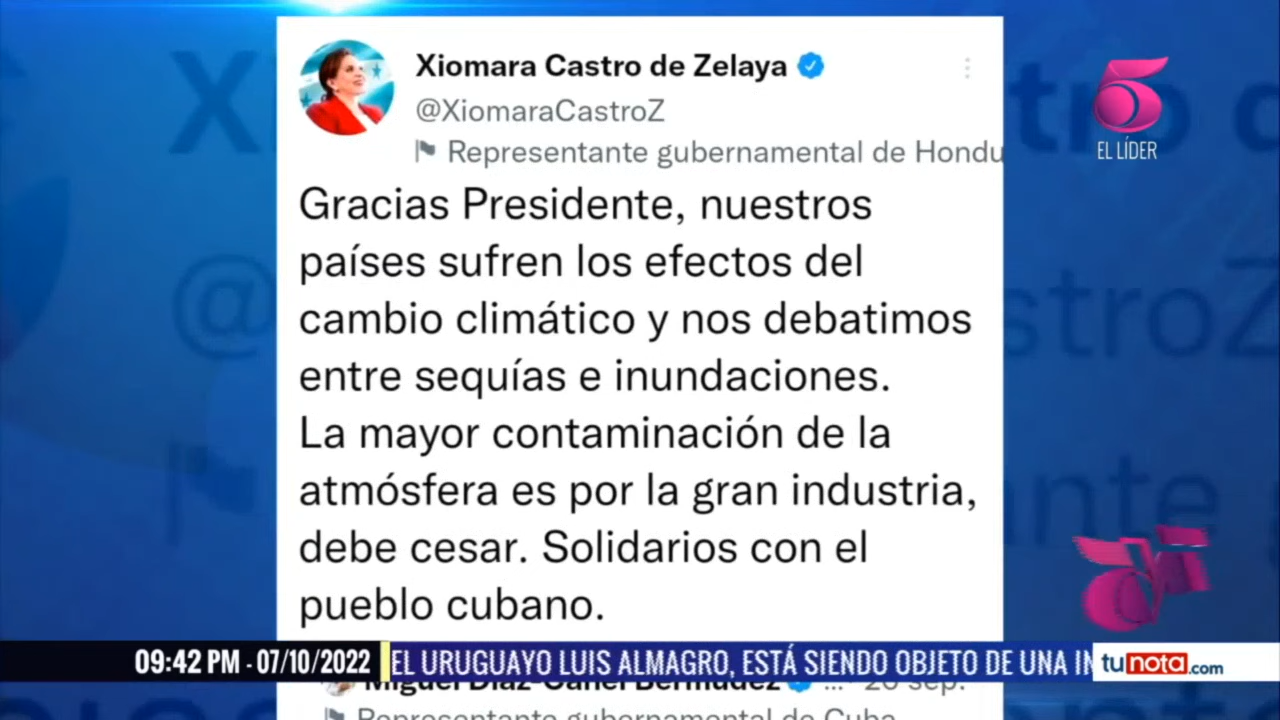 Xiomara Castro de Zelaya
@XiomaraCastroZ
Representante gubernamental de Hondu
Gracias Presidente, nuestros
países sufren los efectos del
cambio climático y nos debatimos
entre sequías e inundaciones.
La mayor contaminación de la
atmósfera es por la gran industria,
debe cesar. Solidarios con el
pueblo cubano.
5
EL LÍDER
09:42 PM - 07/10/2022
EL URUGUAYO LUIS ALMAGRO, ESTÁ SIENDO OBJETO DE UNA IN
tunota.com
Miguel Díaz-Canel Bermúdez ... 26 sep.
Representante gubernamental de Cuba